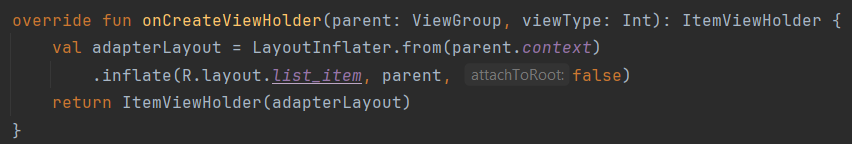 override fun onCreateViewHolder(parent: ViewGroup, viewType: Int): ItemViewHolder {
    val adapterLayout = LayoutInflater.from(parent.context)
        .inflate(R.layout.list_item, parent, attachToRoot: false)
    return ItemViewHolder(adapterLayout)
}